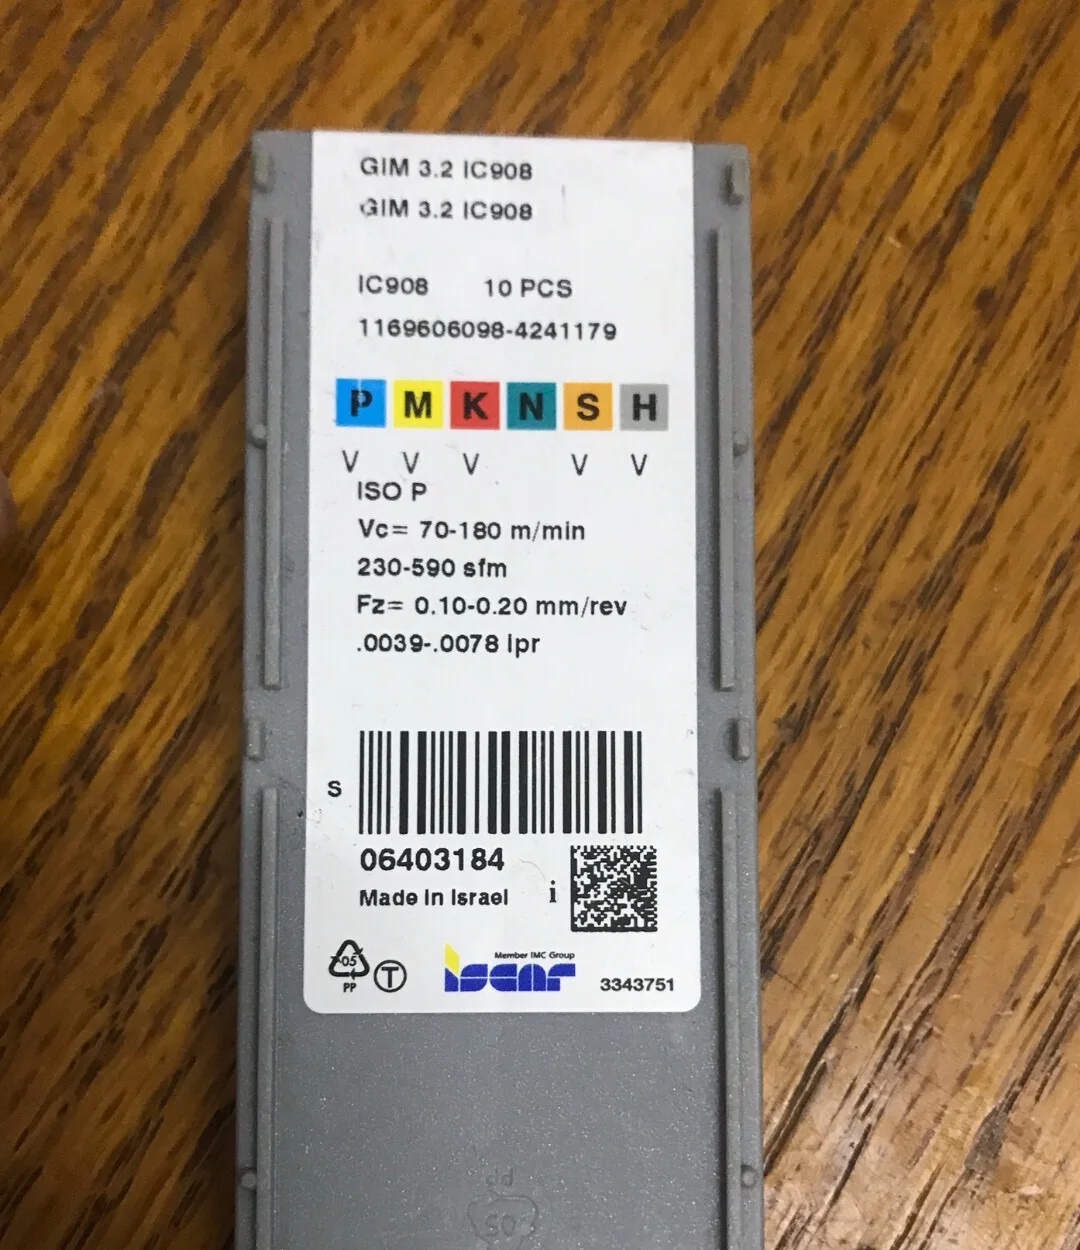 GIM 3.2 IC908
GIM 3.2 IC908
IC908 10 PCS
1169606098-4241179
P M K N S H
V V V V V
ISO P
Vc= 70-180 m/min
230-590 sfm
Fz= 0.10-0.20 mm/rev
.0039-.0078 ipr
S
06403184
Made in Israel i
05
PP
T
Member IMC Group
iscar
3343751
PP
05